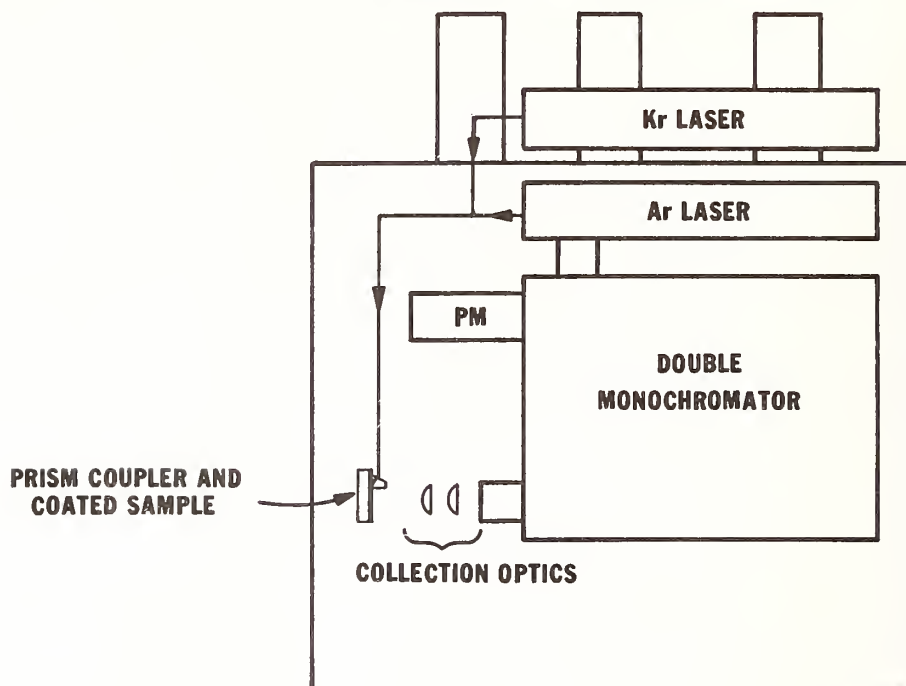 Kr LASER
Ar LASER
PM
DOUBLE
MONOCHROMATOR
PRISM COUPLER AND
COATED SAMPLE
COLLECTION OPTICS